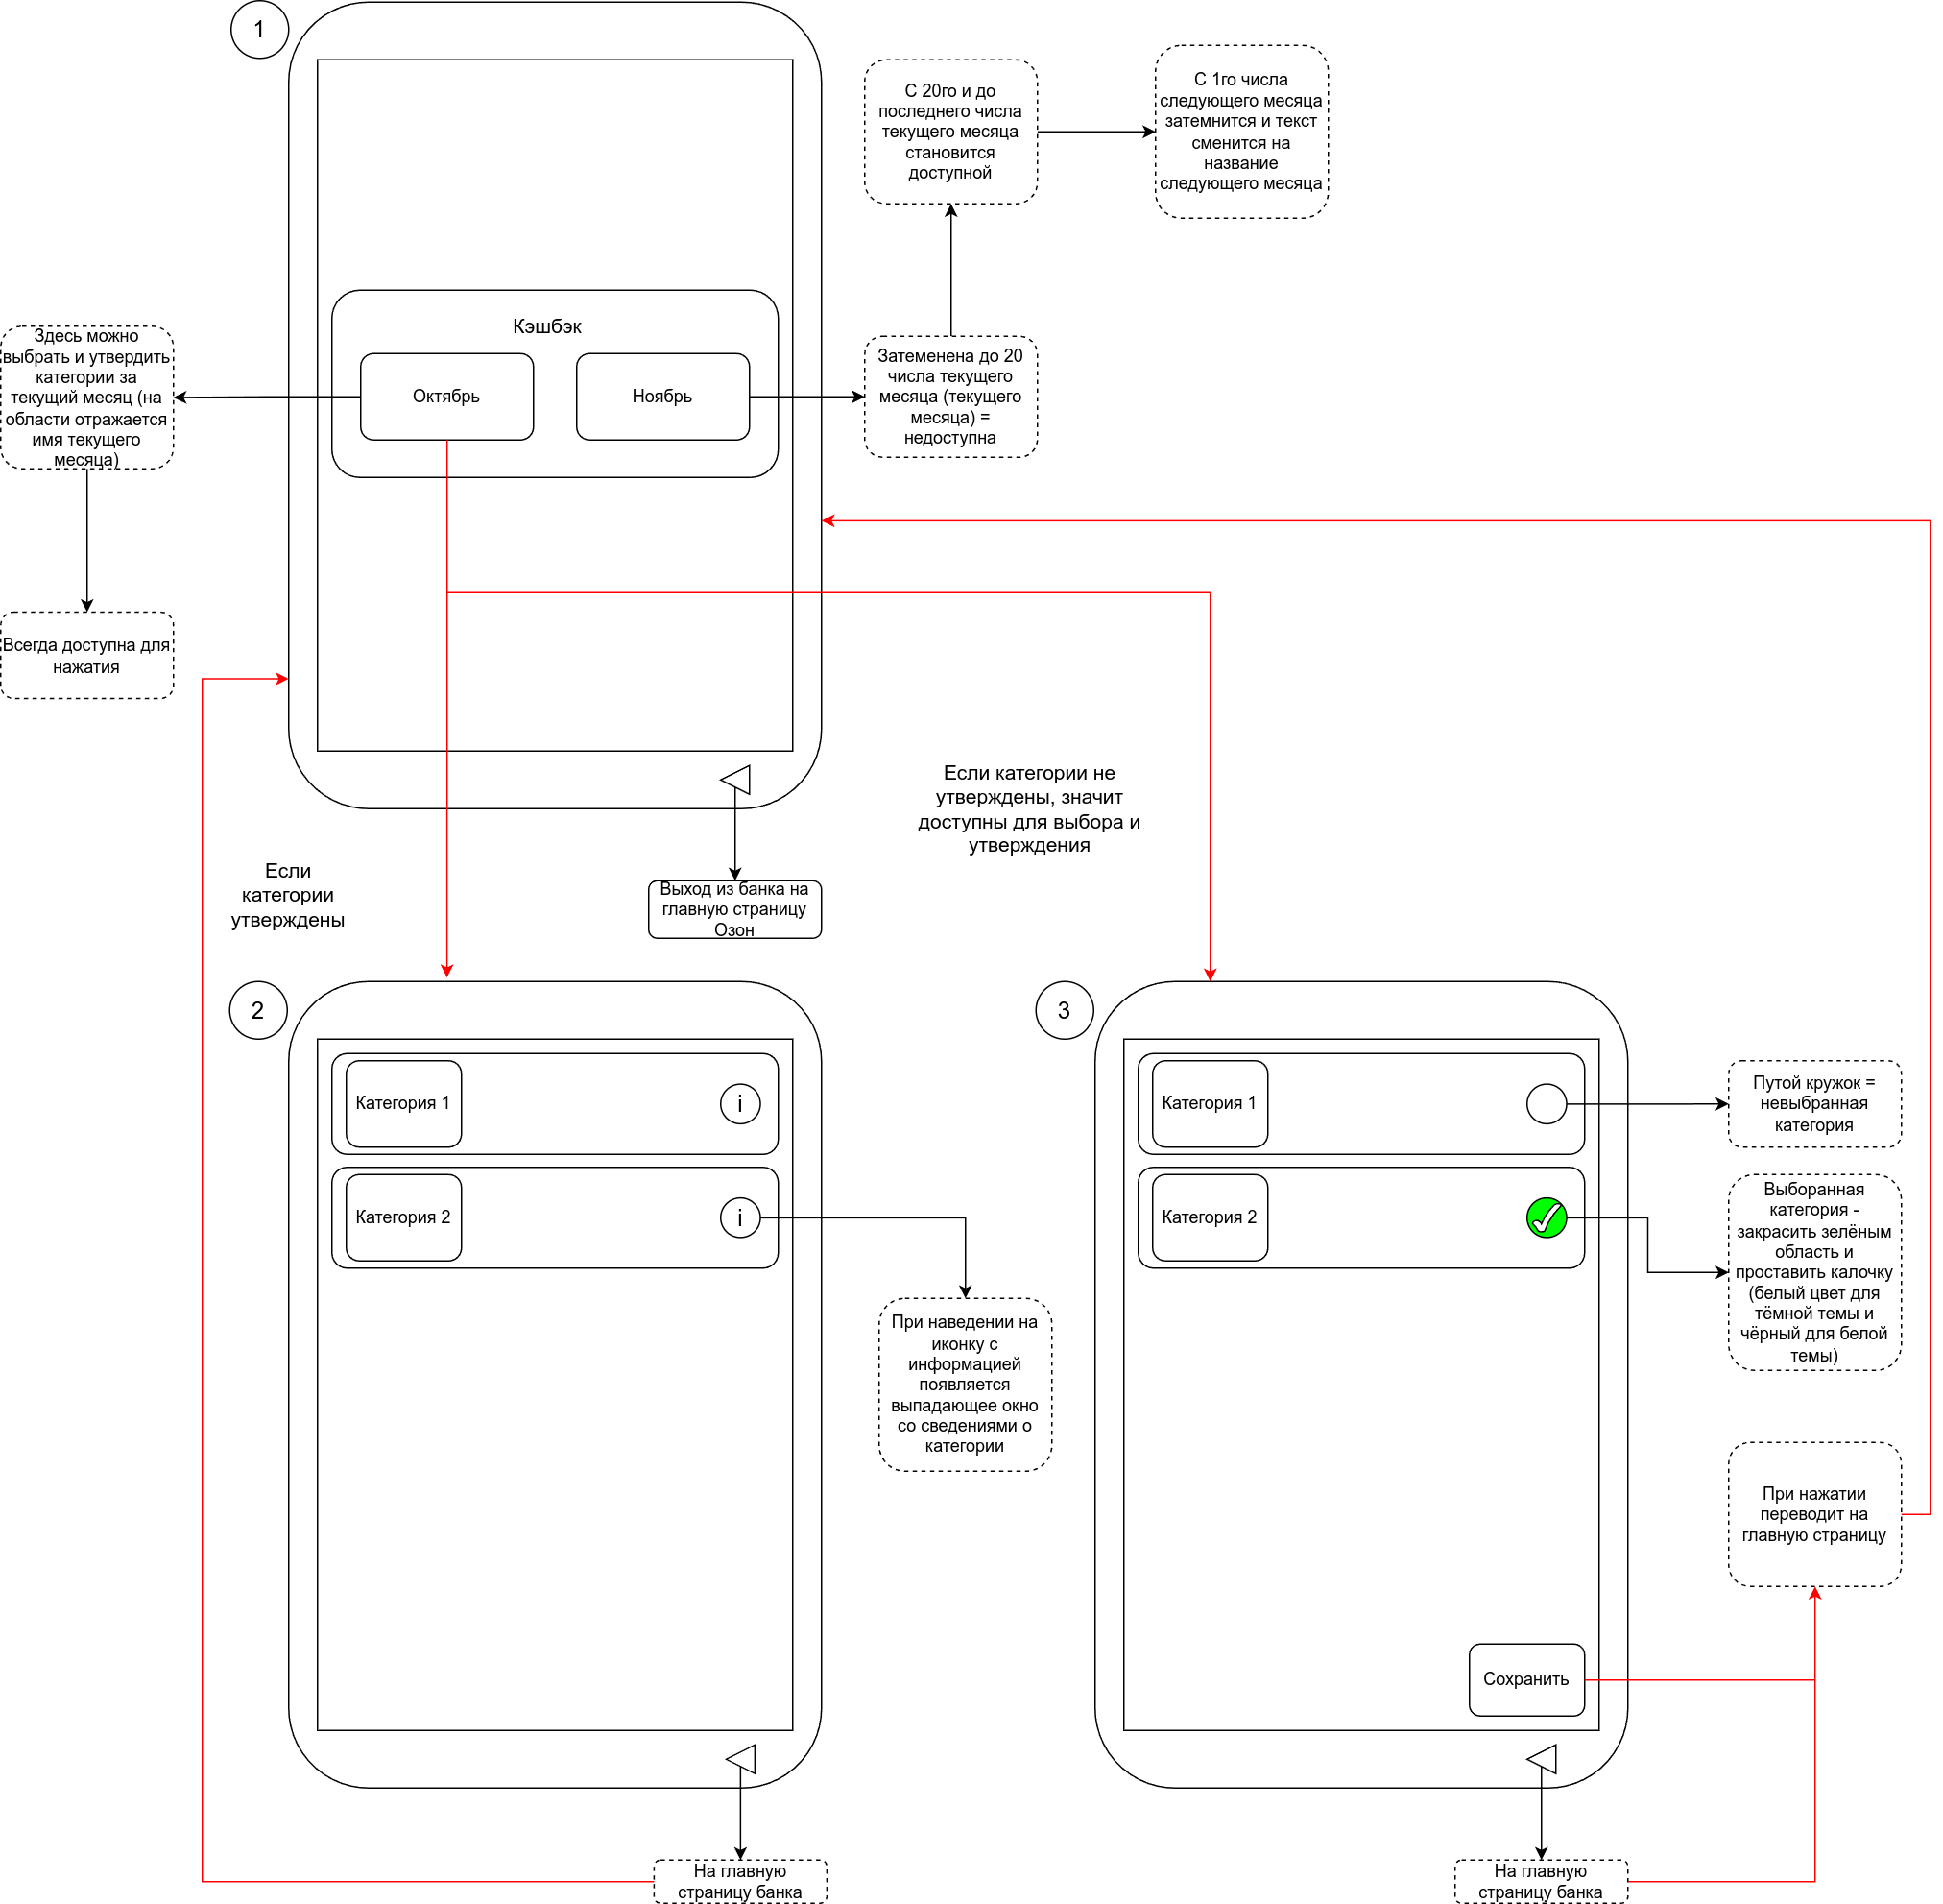 1
С 20го и до
последнего числа
текущего месяца
становится
доступной
С 1го числа
следующего месяца
затемнится и текст
сменится на
название
следующего месяца
Кэшбэк
Октябрь
Ноябрь
Здесь можно
выбрать и утвердить
категории за
текущий месяц (на
области отражается
имя текущего
месяца)
Затеменена до 20
числа текущего
месяца (текущего
месяца) =
недоступна
Всегда доступна для
нажатия
Если категории не
утверждены, значит
доступны для выбора и
утверждения
Если
категории
утверждены
Выход из банка на
главную страницу
Озон
2
Категория 1
i
Категория 2
i
При наведении на
иконку с
информацией
появляется
выпадающее окно
со сведениями о
категории
На главную
страницу банка
3
Категория 1
Путой кружок =
невыбранная
категория
Категория 2
Выборанная
категория -
закрасить зелёным
область и
проставить калочку
(белый цвет для
тёмной темы и
чёрный для белой
темы)
При нажатии
переводит на
главную страницу
Сохранить
На главную
страницу банка